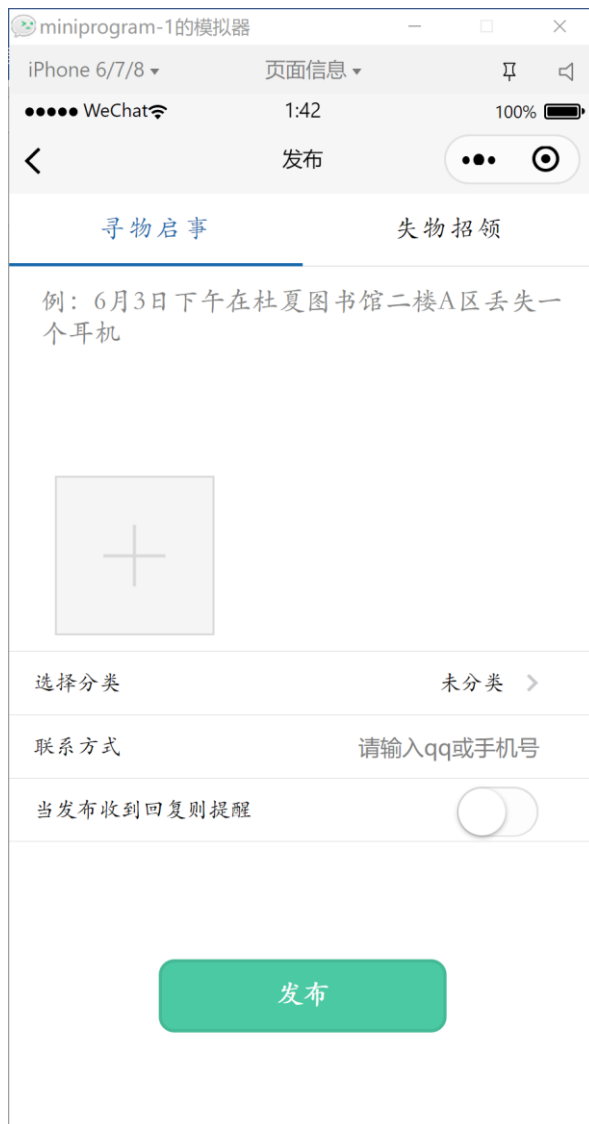 miniprogram-1的模拟器
iPhone 6/7/8 页面信息
WeChat 1:42 100%
发布
寻物启事 失物招领
例：6月3日下午在杜夏图书馆二楼A区丢失一
个耳机
选择分类 未分类
联系方式 请输入qq或手机号
当发布收到回复则提醒
发布